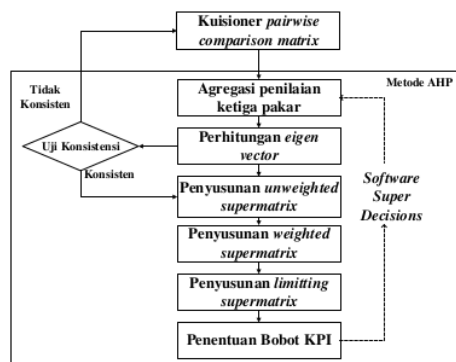 Kuisioner pairwise
comparison matrix
Metode AHP
Tidak
Konsisten
Agregasi penilaian
ketiga pakar
Uji Konsistensi
Perhitungan eigen
vector
Konsisten
Penyusunan unweighted
supermatrix
Software
Super
Decisions
Penyusunan weighted
supermatrix
Penyusunan limitting
supermatrix
Penentuan Bobot KPI